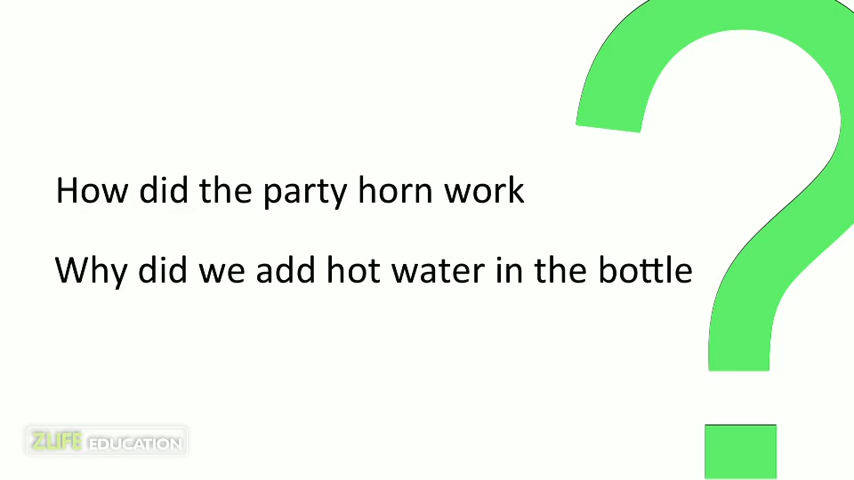 How did the party horn work
Why did we add hot water in the bottle
ZLIFE EDUCATION